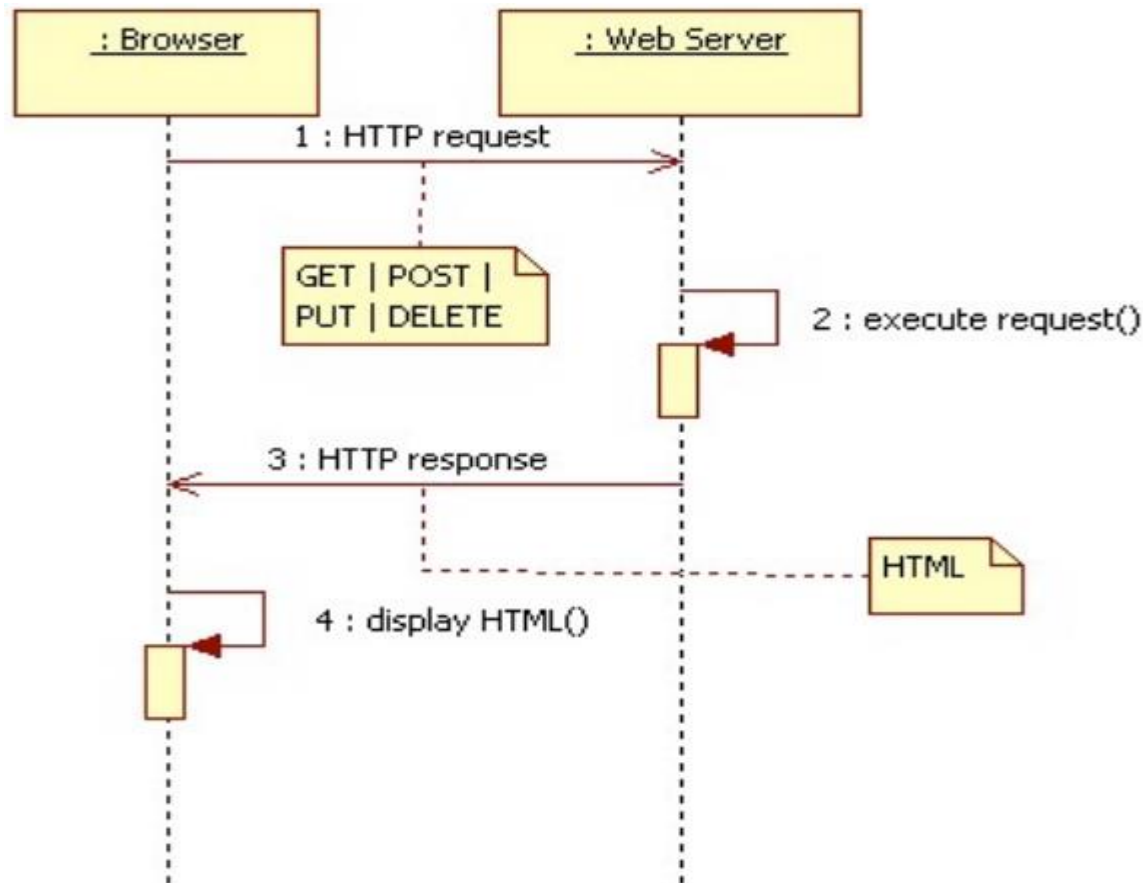 : Browser
: Web Server
1 : HTTP request
GET | POST |
PUT | DELETE
2 : execute request()
3 : HTTP response
HTML
4 : display HTML()